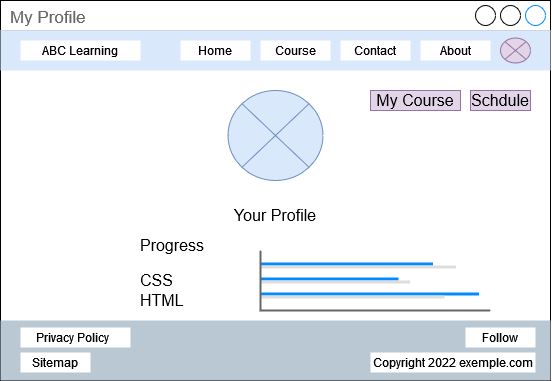 My Profile
ABC Learning Home Course Contact About
My Course Schdule
Your Profile
Progress
CSS
HTML
Privacy Policy Follow
Sitemap Copyright 2022 exemple.com